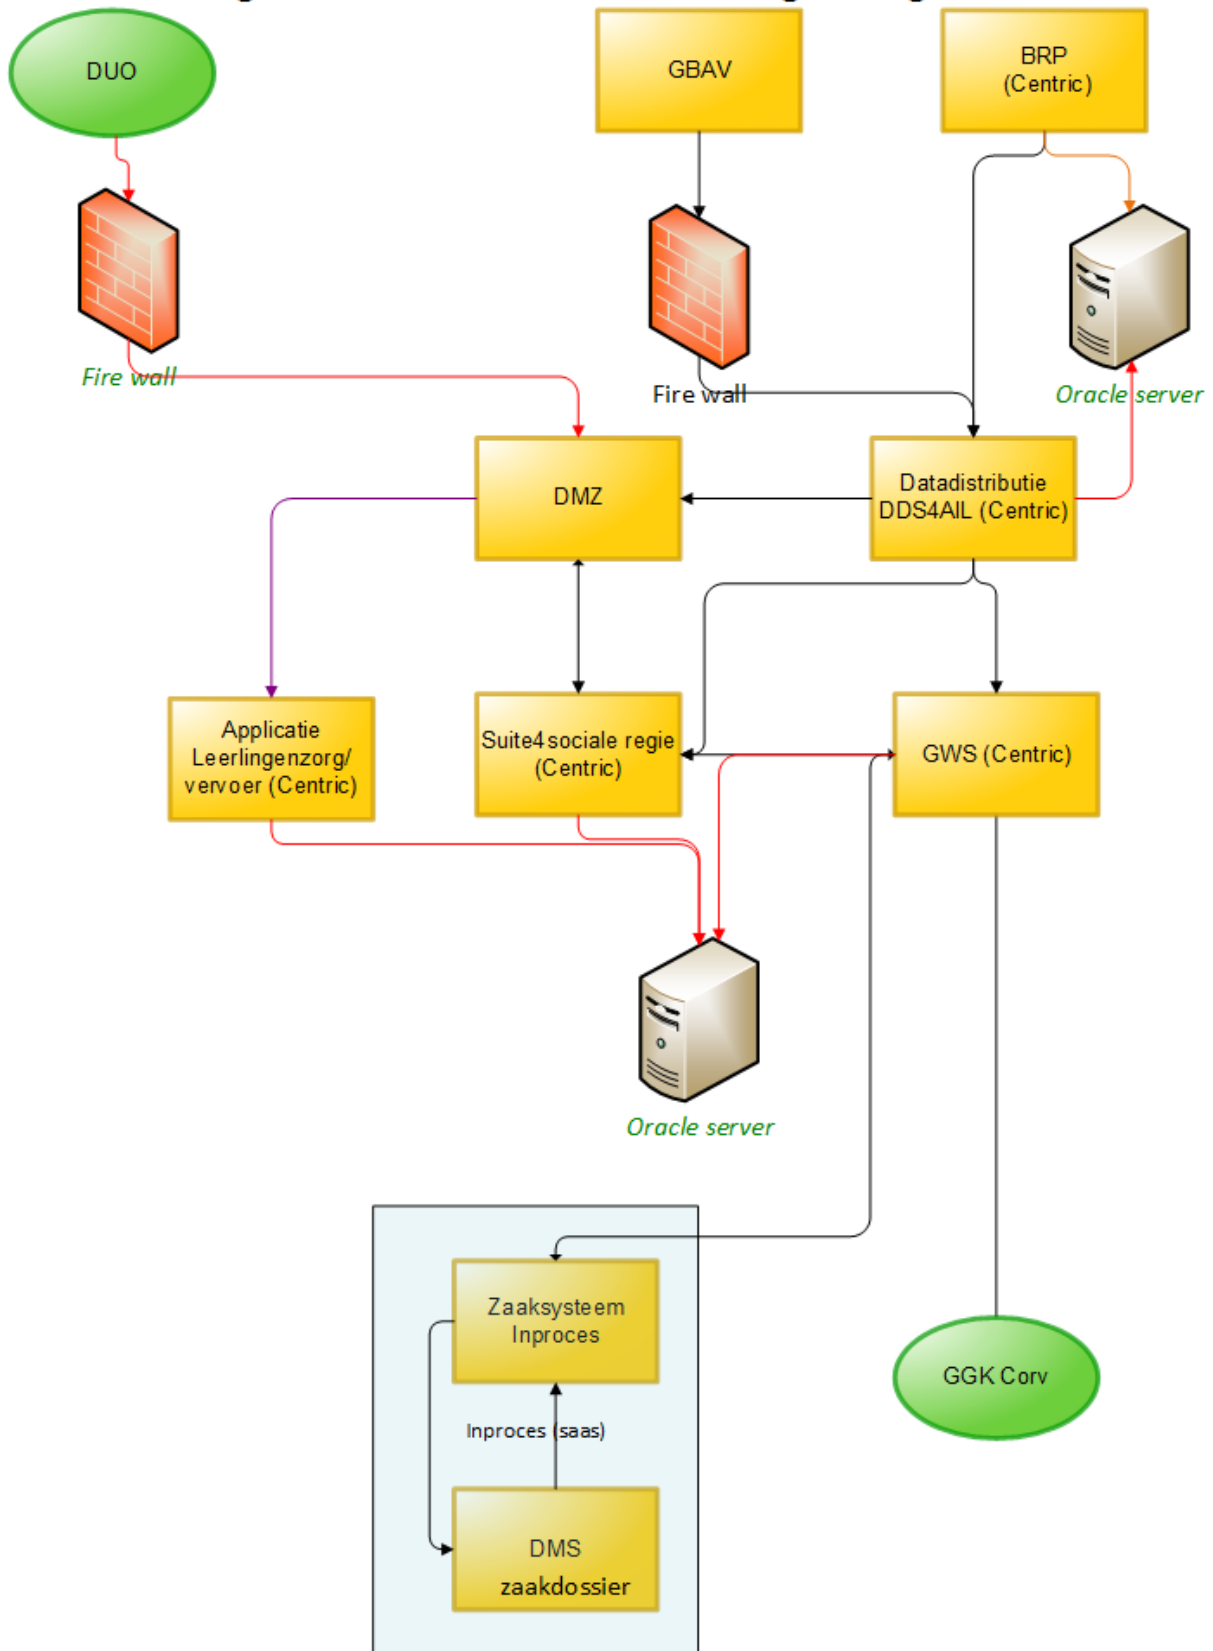 DUO
GBAV
BRP
(Centric)
Fire wall
Fire wall
Oracle server
DMZ
Datadistributie
DDS4AIL (Centric)
Applicatie
Leerlingenzorg/
vervoer (Centric)
Suite4sociale regie
(Centric)
GWS (Centric)
Oracle server
Zaaksysteem
Inproces
GGK Corv
Inproces (saas)
DMS
zaakdossier